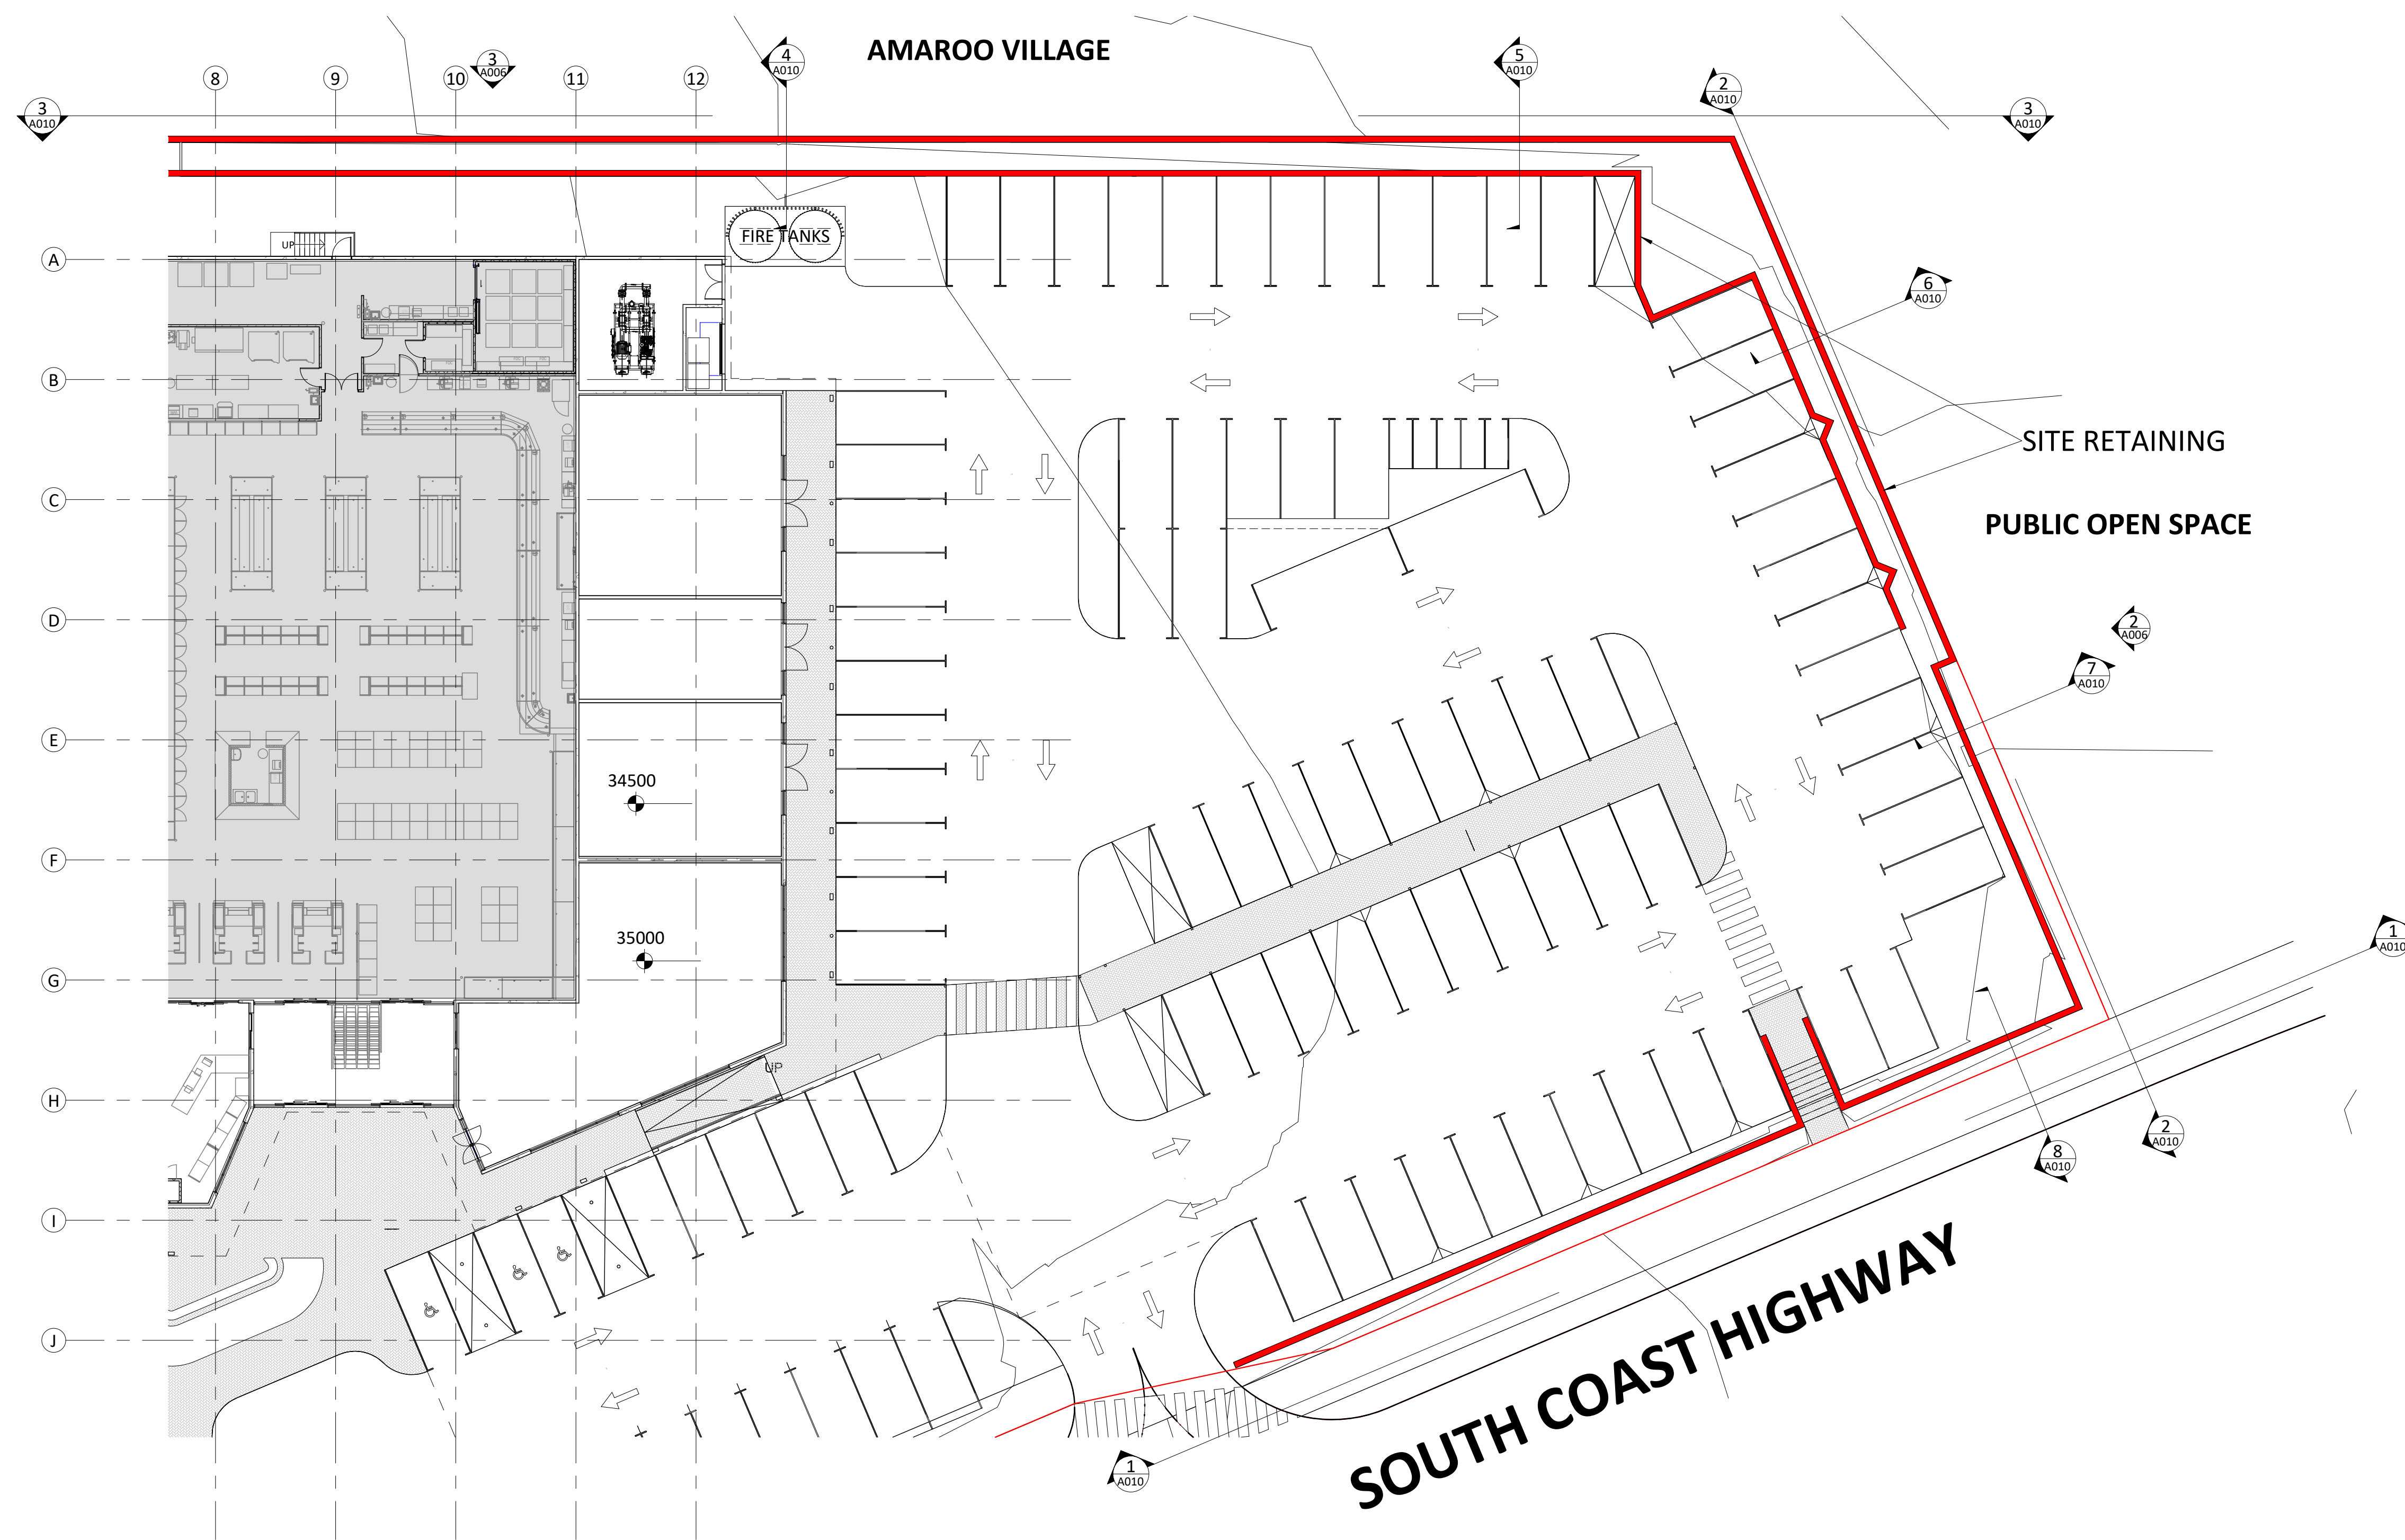 AMAROO VILLAGE
3
A006
4
A010
5
A010
2
A010
8
9
10
11
12
3
A010
3
A010
UP
FIRE TANKS
A
6
A010
B
SITE RETAINING
C
PUBLIC OPEN SPACE
D
2
A006
7
A010
E
34500
F
35000
1
A010
G
UP
H
2
A010
8
A010
I
J
SOUTH COAST HIGHWAY
1
A010